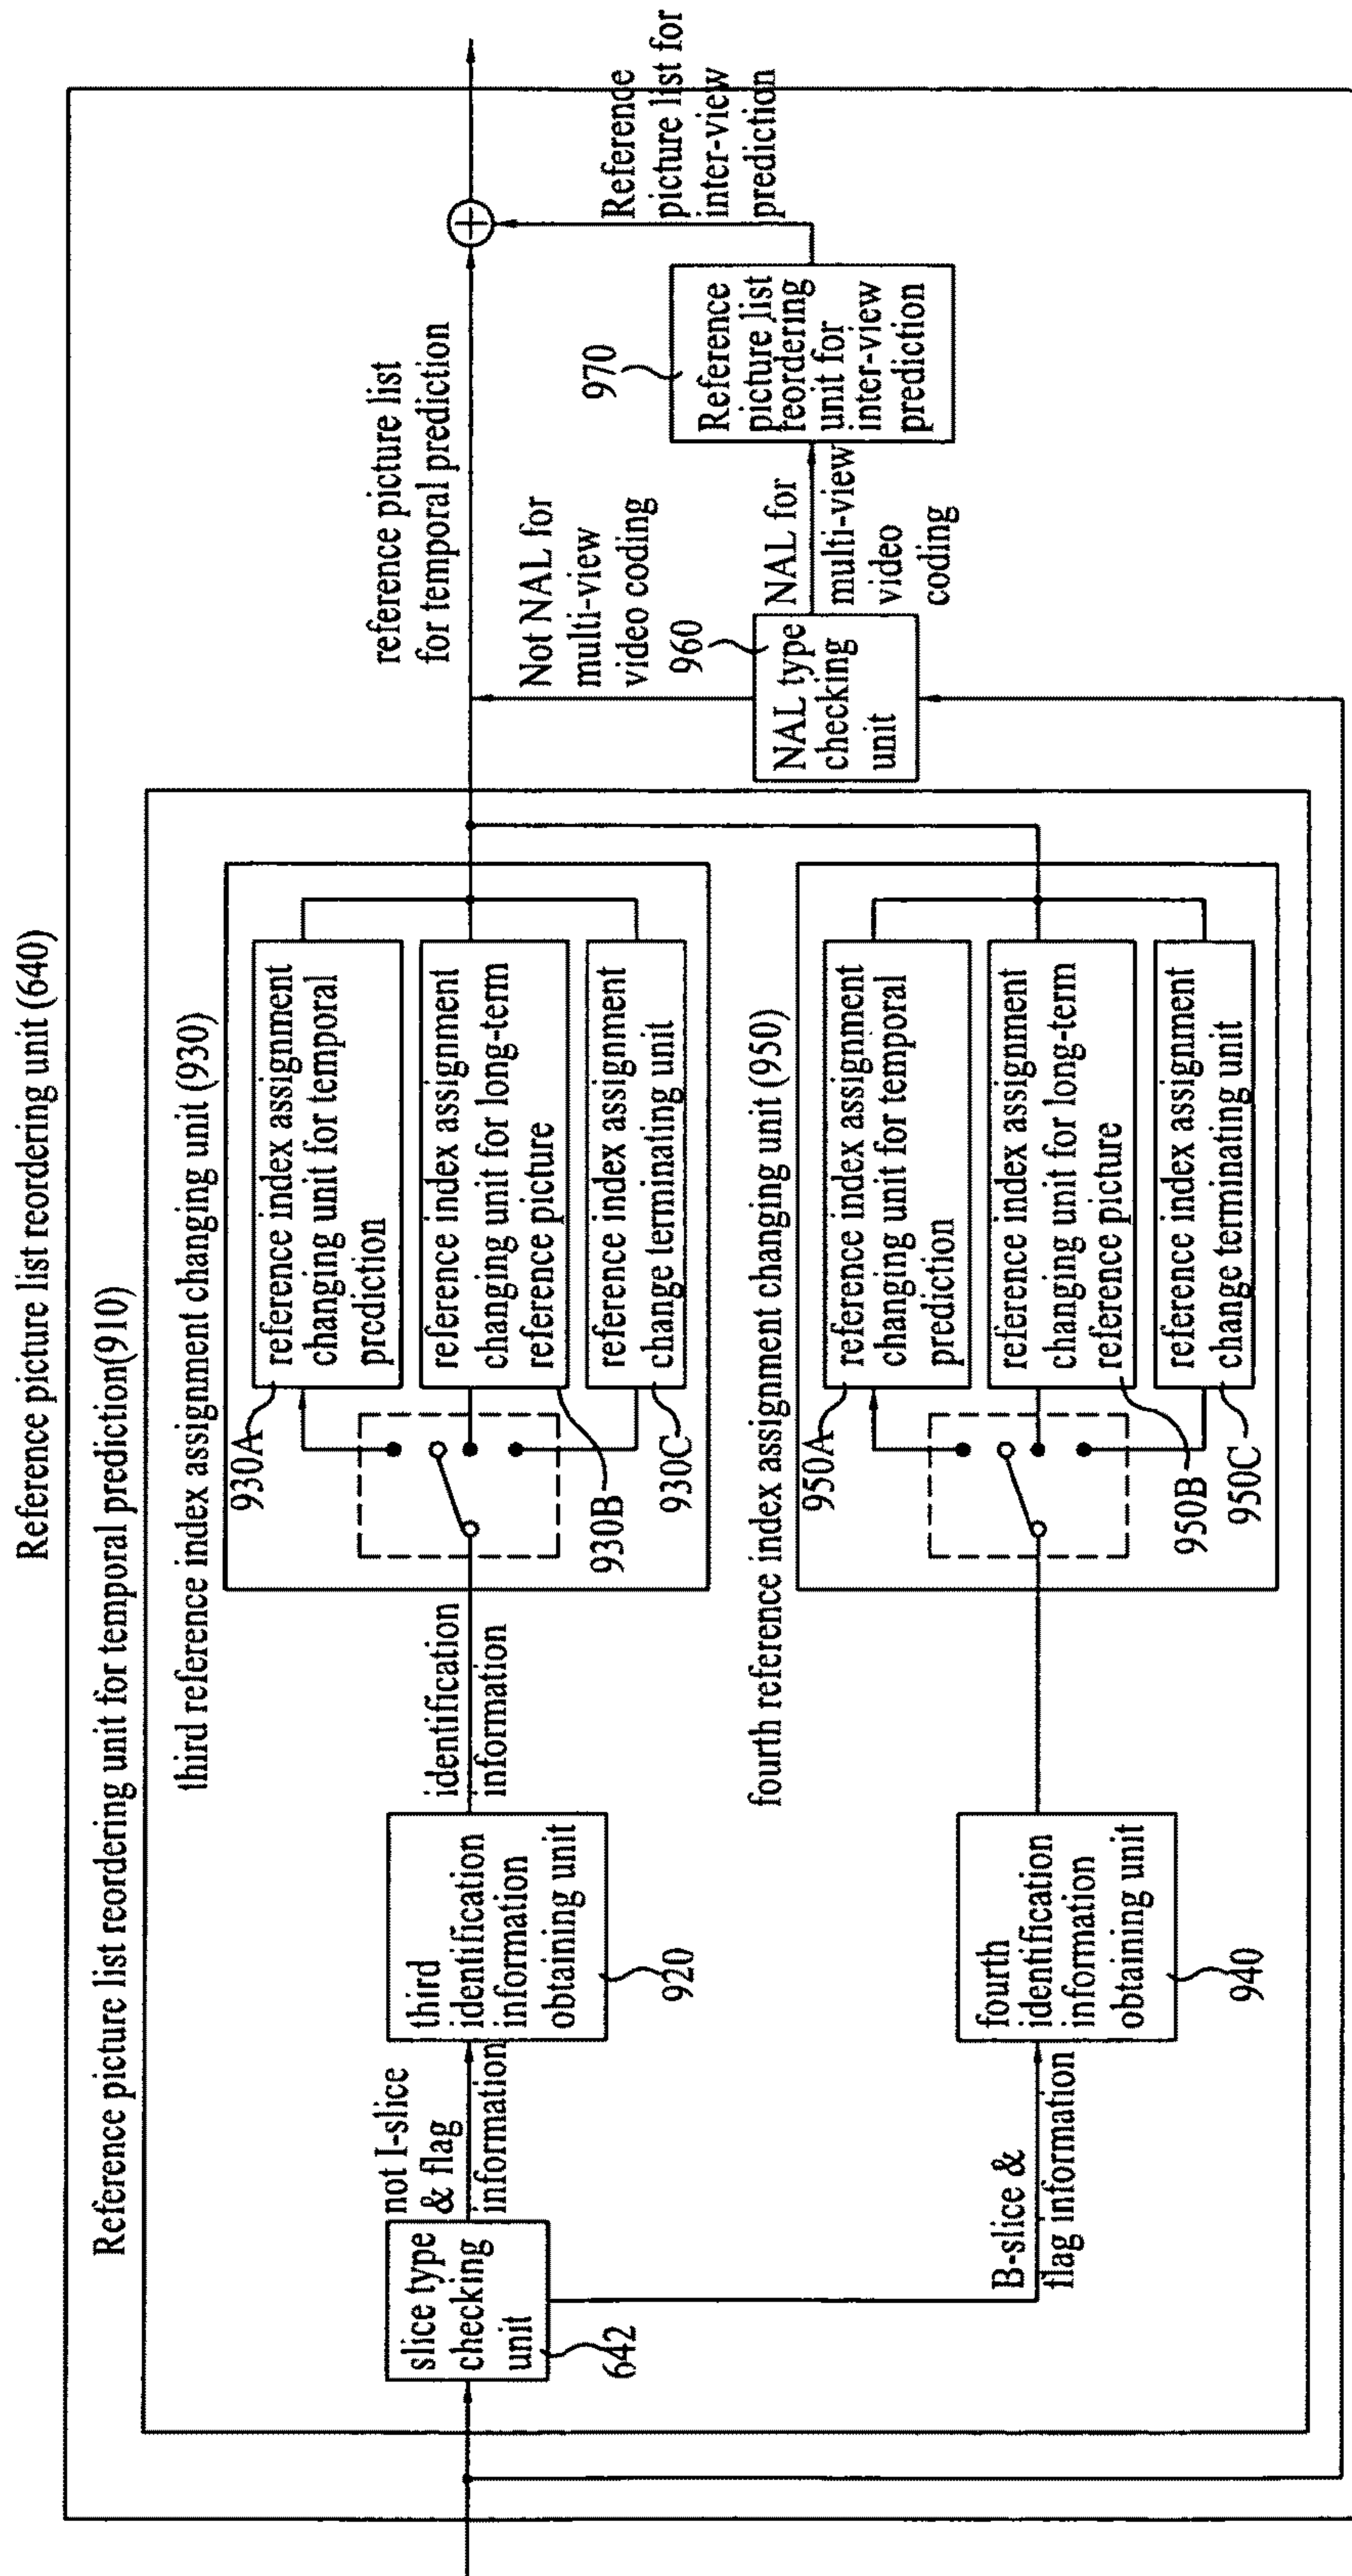 Reference picture list reordering unit (640)
Reference picture list reordering unit for temporal prediction(910)
third reference index assignment changing unit (930)
slice type
checking
unit
642
not I-slice
& flag
information
third
identification
information
obtaining unit
920
identification
information
930A
reference index assignment
changing unit for temporal
prediction
930B
reference index assignment
changing unit for long-term
reference picture
930C
reference index assignment
change terminating unit
B-slice &
flag information
fourth
identification
information
obtaining unit
940
fourth reference index assignment changing unit (950)
950A
reference index assignment
changing unit for temporal
prediction
950B
reference index assignment
changing unit for long-term
reference picture
950C
reference index assignment
change terminating unit
reference picture list
for temporal prediction
Not NAL for
multi-view
video coding
960
NAL type
checking
unit
NAL for
multi-view
video
coding
970
Reference
picture list
reordering
unit for
inter-view
prediction
Reference
picture list for
inter-view
prediction